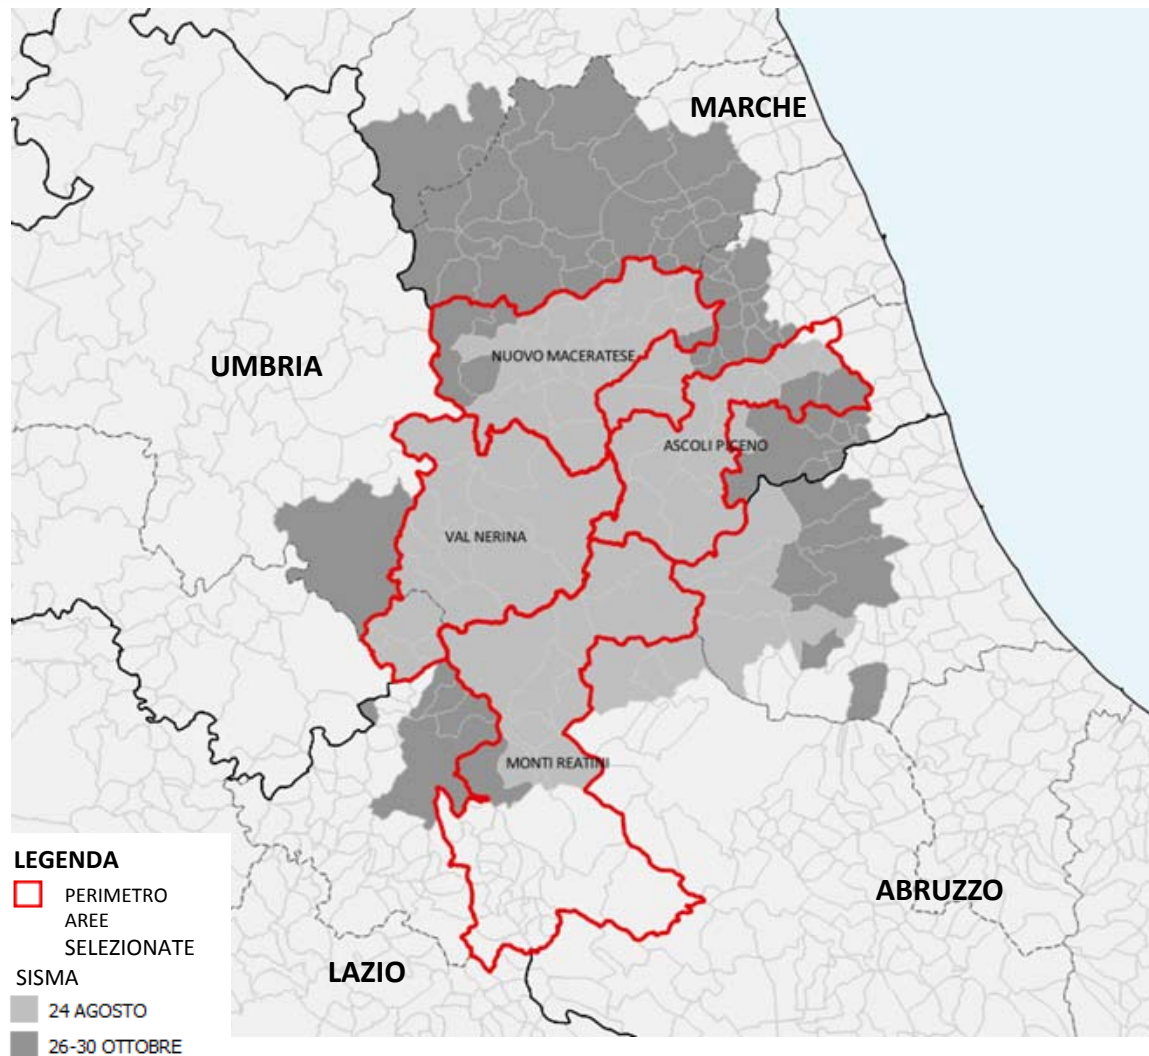 MARCHE
UMBRIA
NUOVO MACERATESE
ASCOLI PICENO
VAL NERINA
MONTI REATINI
ABRUZZO
LAZIO
LEGENDA
PERIMETRO
AREE
SELEZIONATE
SISMA
24 AGOSTO
26-30 OTTOBRE